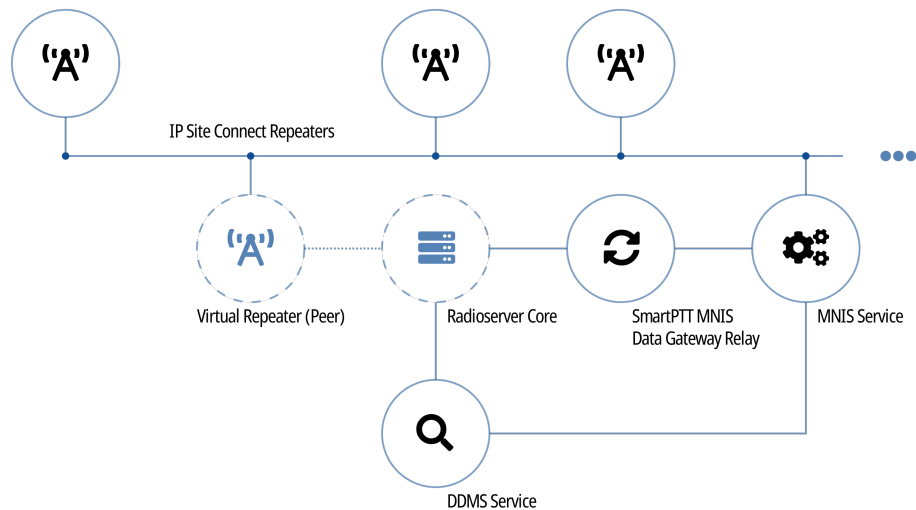 IP Site Connect Repeaters
Virtual Repeater (Peer)
Radioserver Core
SmartPTT MNIS
Data Gateway Relay
MNIS Service
DDMS Service